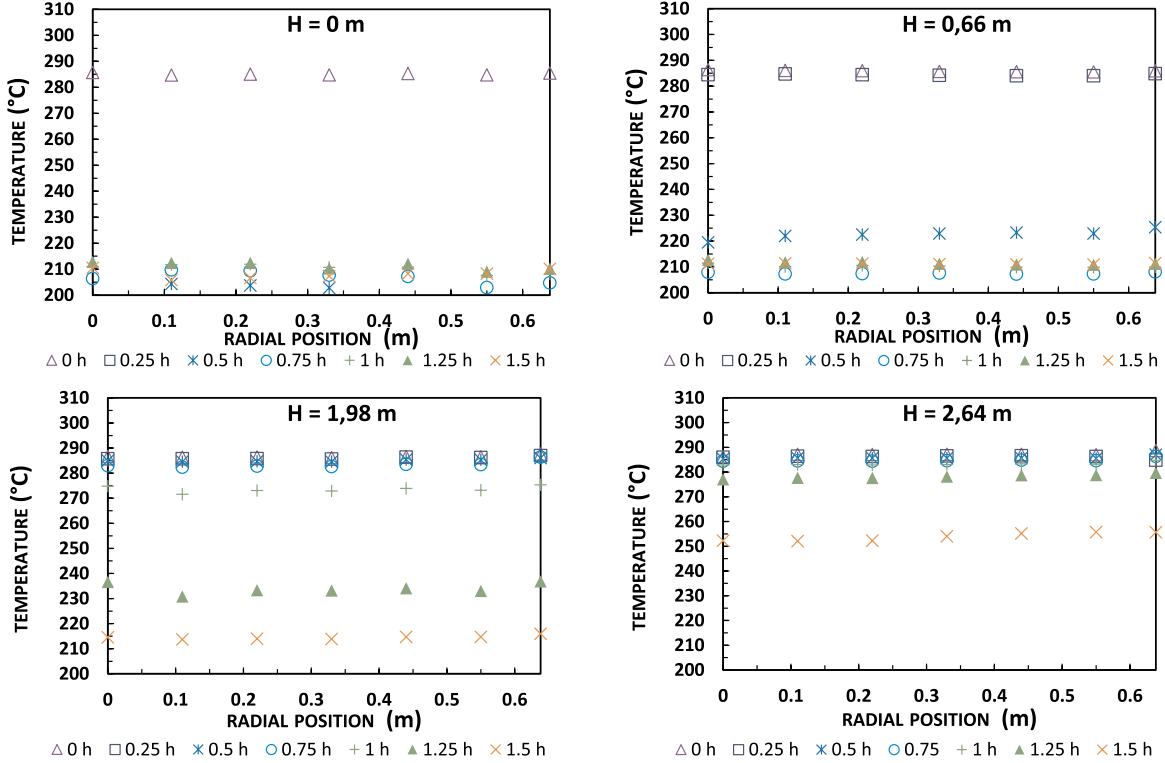 H = 0 m
TEMPERATURE (°C)
310
300
290
280
270
260
250
240
230
220
210
200
0 0.1 0.2 0.3 0.4 0.5 0.6
RADIAL POSITION (m)
0 h 0.25 h 0.5 h 0.75 h 1 h 1.25 h 1.5 h
H = 0,66 m
TEMPERATURE (°C)
310
300
290
280
270
260
250
240
230
220
210
200
0 0.1 0.2 0.3 0.4 0.5 0.6
RADIAL POSITION (m)
0 h 0.25 h 0.5 h 0.75 h 1 h 1.25 h 1.5 h
H = 1,98 m
TEMPERATURE (°C)
310
300
290
280
270
260
250
240
230
220
210
200
0 0.1 0.2 0.3 0.4 0.5 0.6
RADIAL POSITION (m)
0 h 0.25 h 0.5 h 0.75 h 1 h 1.25 h 1.5 h
H = 2,64 m
TEMPERATURE (°C)
310
300
290
280
270
260
250
240
230
220
210
200
0 0.1 0.2 0.3 0.4 0.5 0.6
RADIAL POSITION (m)
0 h 0.25 h 0.5 h 0.75 1 h 1.25 h 1.5 h